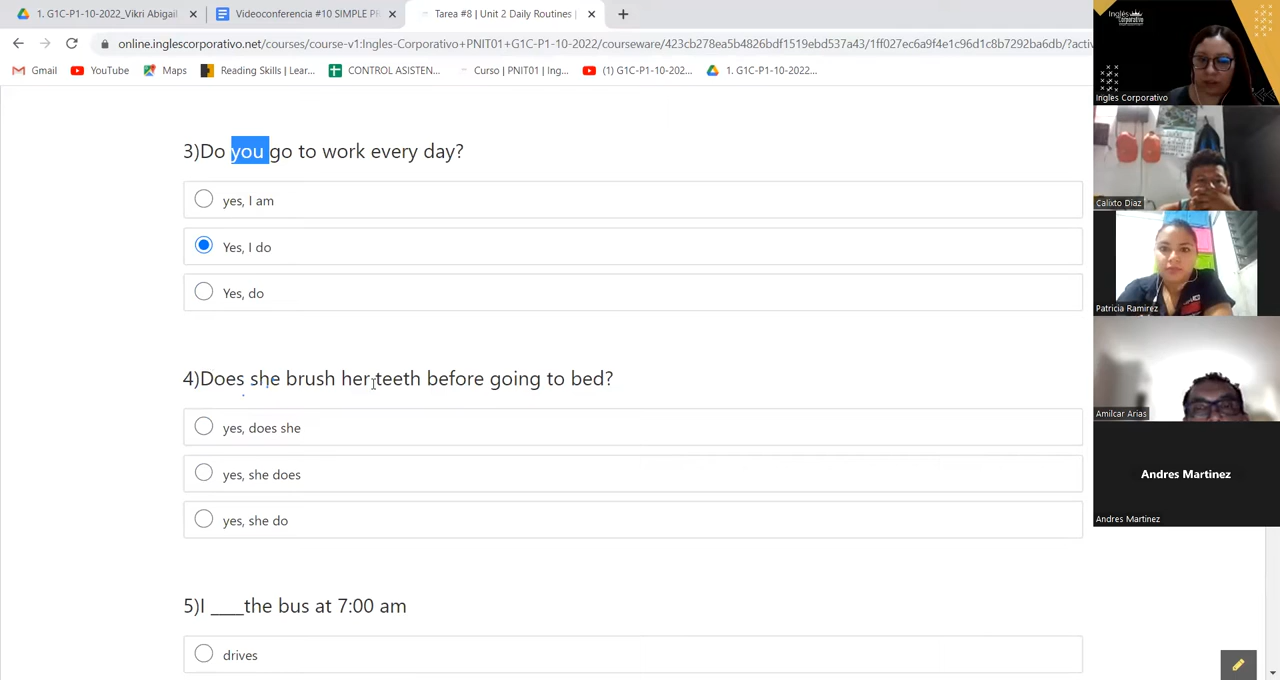 1. G1C-P1-10-2022_Vikri Abigail
Videoconferencia #10 SIMPLE P
Tarea #8 | Unit 2 Daily Routines |
online.inglescorporativo.net/courses/course-v1:Ingles-Corporativo+PNIT01+G1C-P1-10-2022/courseware/423cb278ea5b4826bdf1519ebd537a43/1ff027ec6a9f4e1c96d1c8b7292ba6db/?activ
Gmail
YouTube
Maps
Reading Skills | Lear...
CONTROL ASISTEN...
Curso | PNIT01 | Ing...
(1) G1C-P1-10-202...
1. G1C-P1-10-2022...
3)Do you go to work every day?
yes, I am
Yes, I do
Yes, do
4)Does she brush her teeth before going to bed?
yes, does she
yes, she does
yes, she do
5)I ____the bus at 7:00 am
drives
Inglés
Corporativo
Ingles Corporativo
Calixto Diaz
Patricia Ramirez
Amilcar Arias
Andres Martinez
Andres Martinez